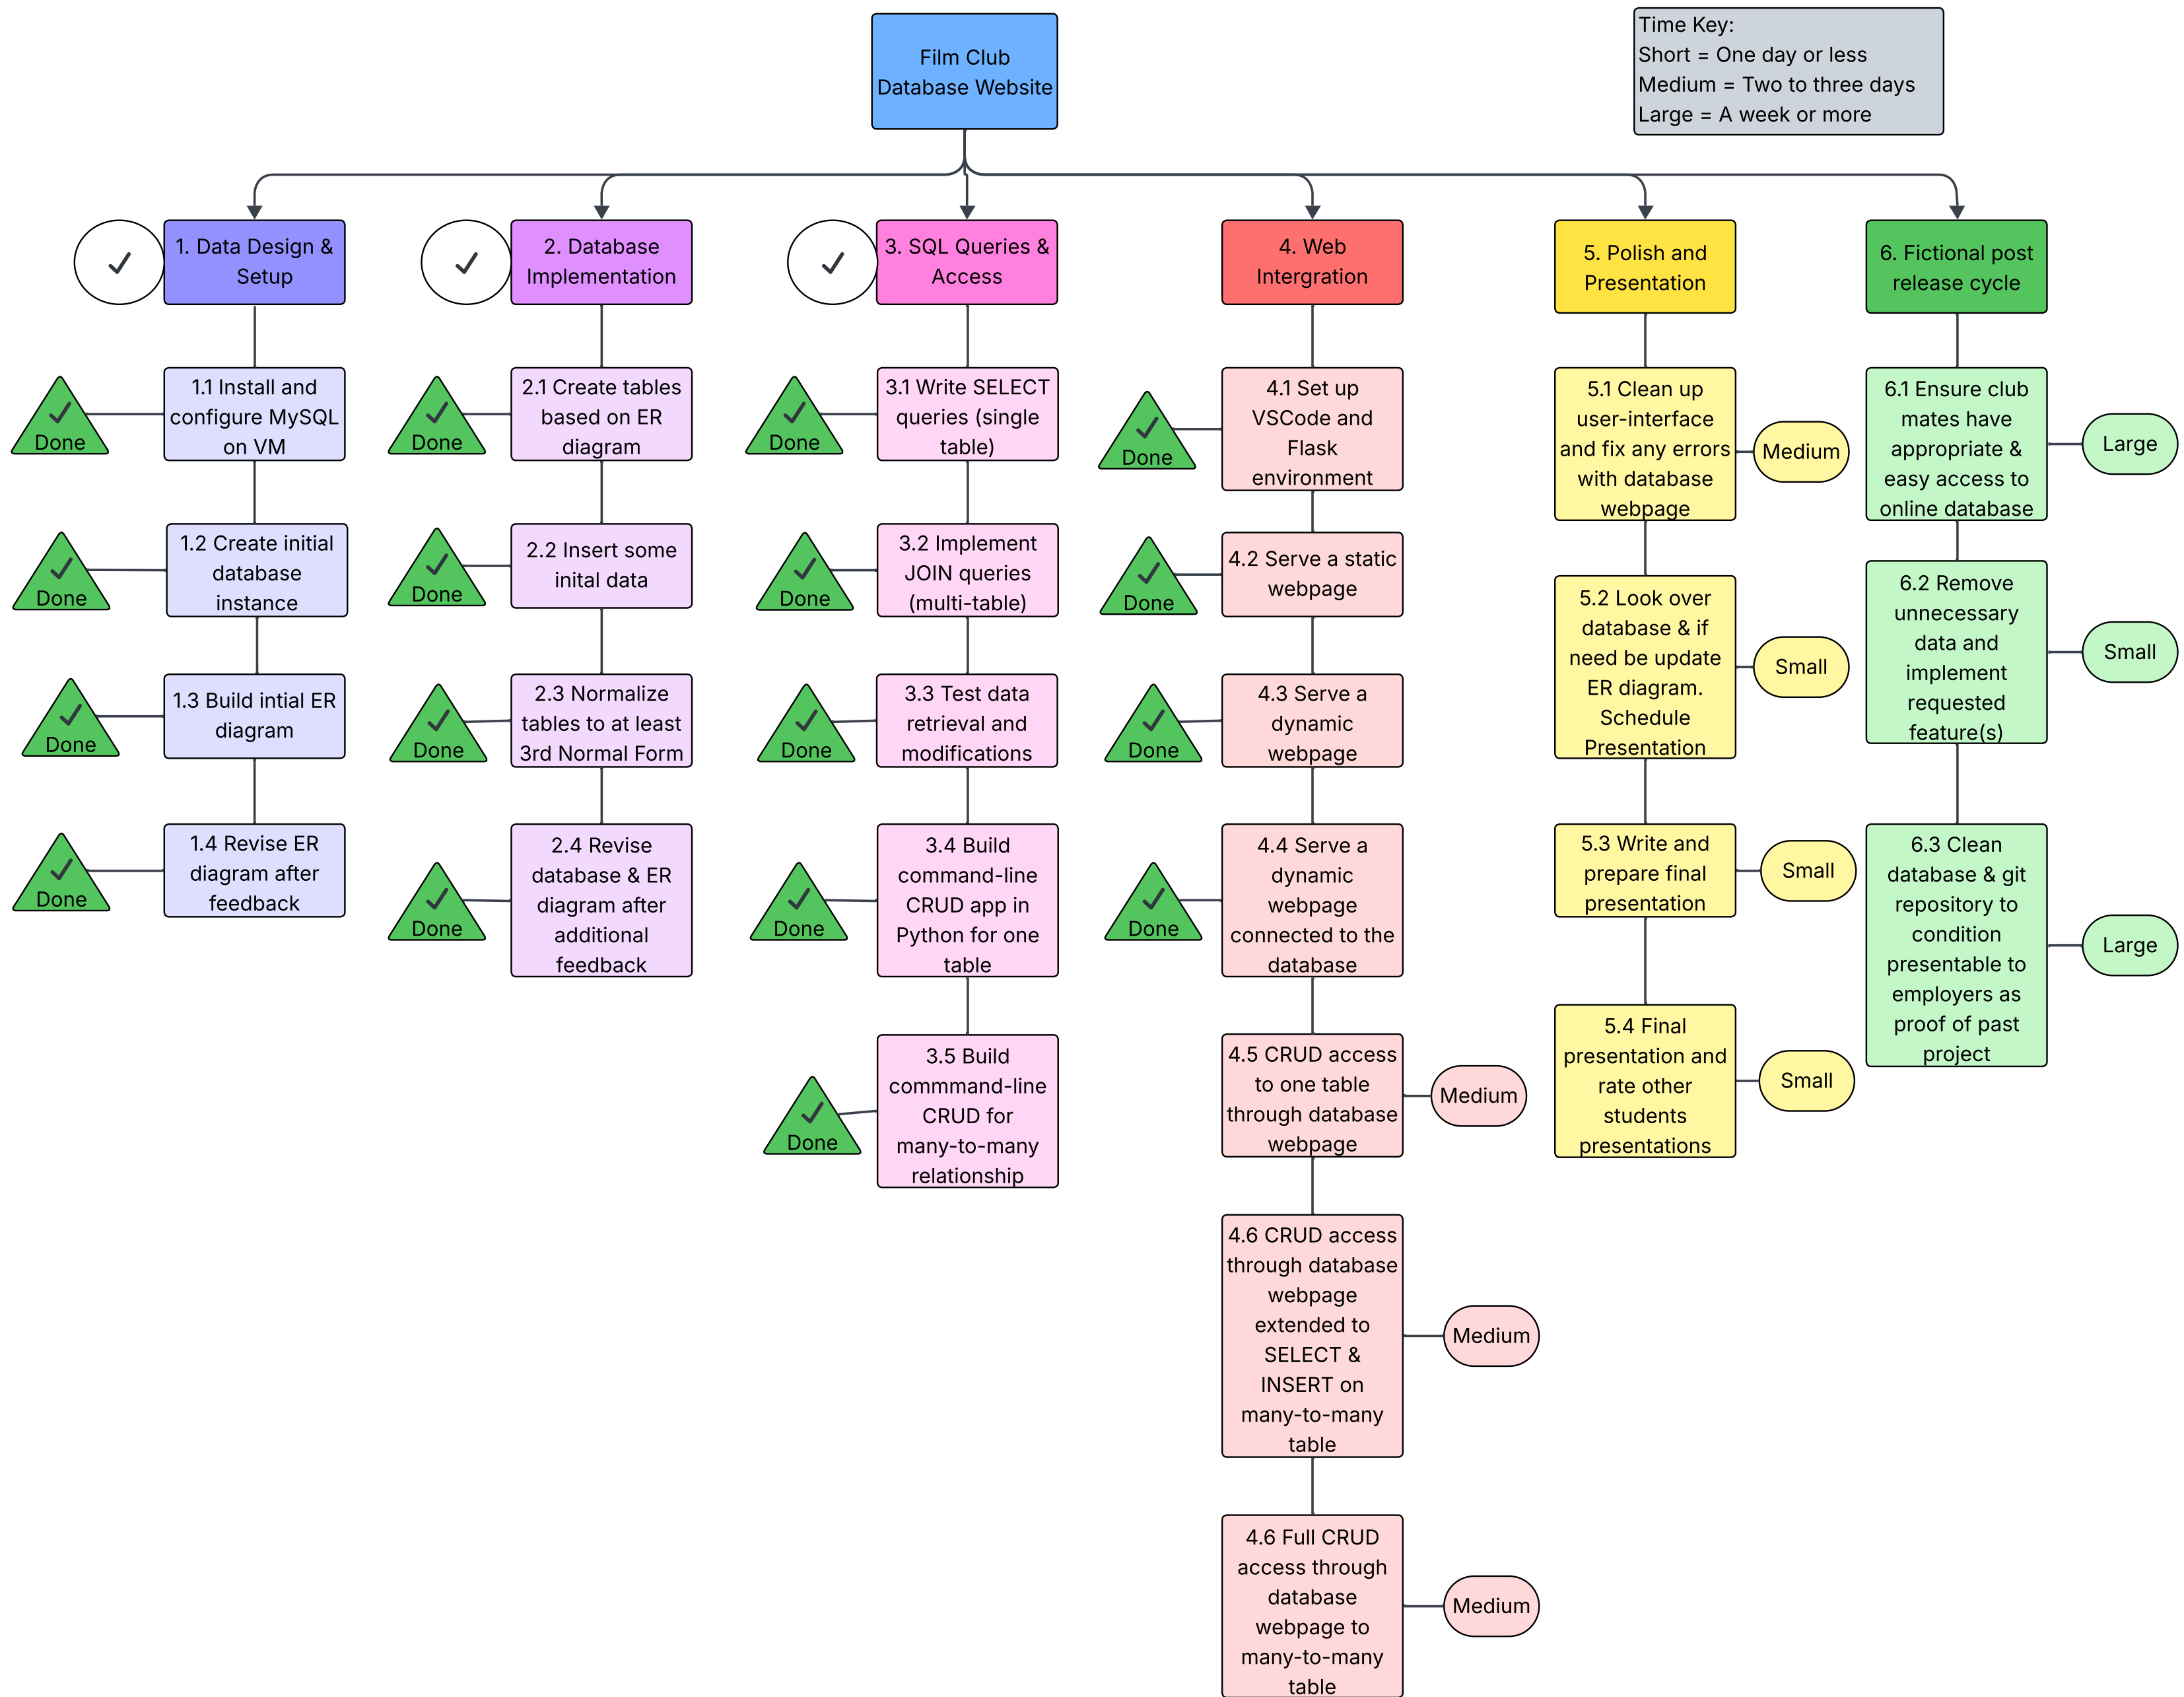 Film Club
Database Website
Time Key:
Short = One day or less
Medium = Two to three days
Large = A week or more
1. Data Design &
Setup
1.1 Install and
configure MySQL
on VM
Done
1.2 Create initial
database
instance
Done
1.3 Build intial ER
diagram
Done
1.4 Revise ER
diagram after
feedback
Done
2. Database
Implementation
2.1 Create tables
based on ER
diagram
Done
2.2 Insert some
inital data
Done
2.3 Normalize
tables to at least
3rd Normal Form
Done
2.4 Revise
database & ER
diagram after
additional
feedback
Done
3. SQL Queries &
Access
3.1 Write SELECT
queries (single
table)
Done
3.2 Implement
JOIN queries
(multi-table)
Done
3.3 Test data
retrieval and
modifications
Done
3.4 Build
command-line
CRUD app in
Python for one
table
Done
3.5 Build
commmand-line
CRUD for
many-to-many
relationship
Done
4. Web
Intergration
4.1 Set up
VSCode and
Flask
environment
Done
4.2 Serve a static
webpage
Done
4.3 Serve a
dynamic
webpage
Done
4.4 Serve a
dynamic
webpage
connected to the
database
Done
4.5 CRUD access
to one table
through database
webpage
Medium
4.6 CRUD access
through database
webpage
extended to
SELECT &
INSERT on
many-to-many
table
Medium
4.6 Full CRUD
access through
database
webpage to
many-to-many
table
Medium
5. Polish and
Presentation
5.1 Clean up
user-interface
and fix any errors
with database
webpage
Medium
5.2 Look over
database & if
need be update
ER diagram.
Schedule
Presentation
Small
5.3 Write and
prepare final
presentation
Small
5.4 Final
presentation and
rate other
students
presentations
Small
6. Fictional post
release cycle
6.1 Ensure club
mates have
appropriate &
easy access to
online database
Large
6.2 Remove
unnecessary
data and
implement
requested
feature(s)
Small
6.3 Clean
database & git
repository to
condition
presentable to
employers as
proof of past
project
Large